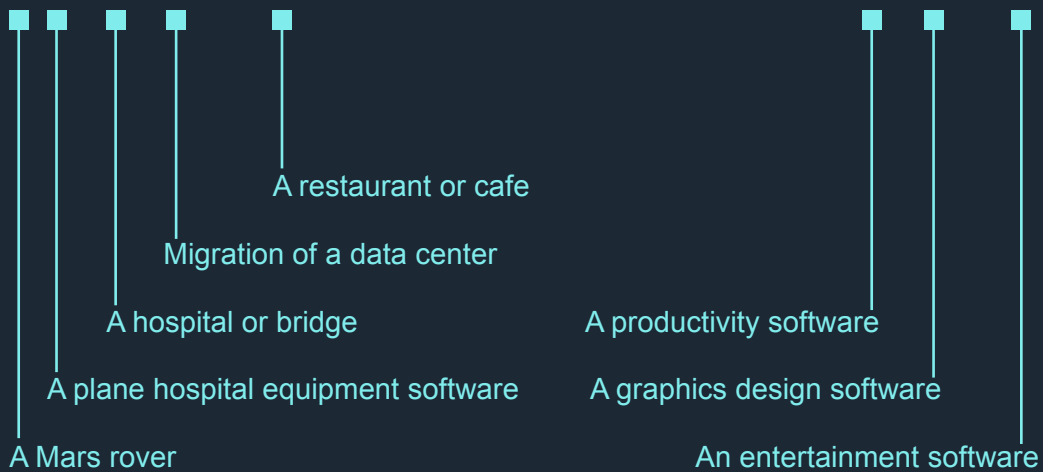 A restaurant or cafe
Migration of a data center
A hospital or bridge
A productivity software
A plane hospital equipment software
A graphics design software
A Mars rover
An entertainment software